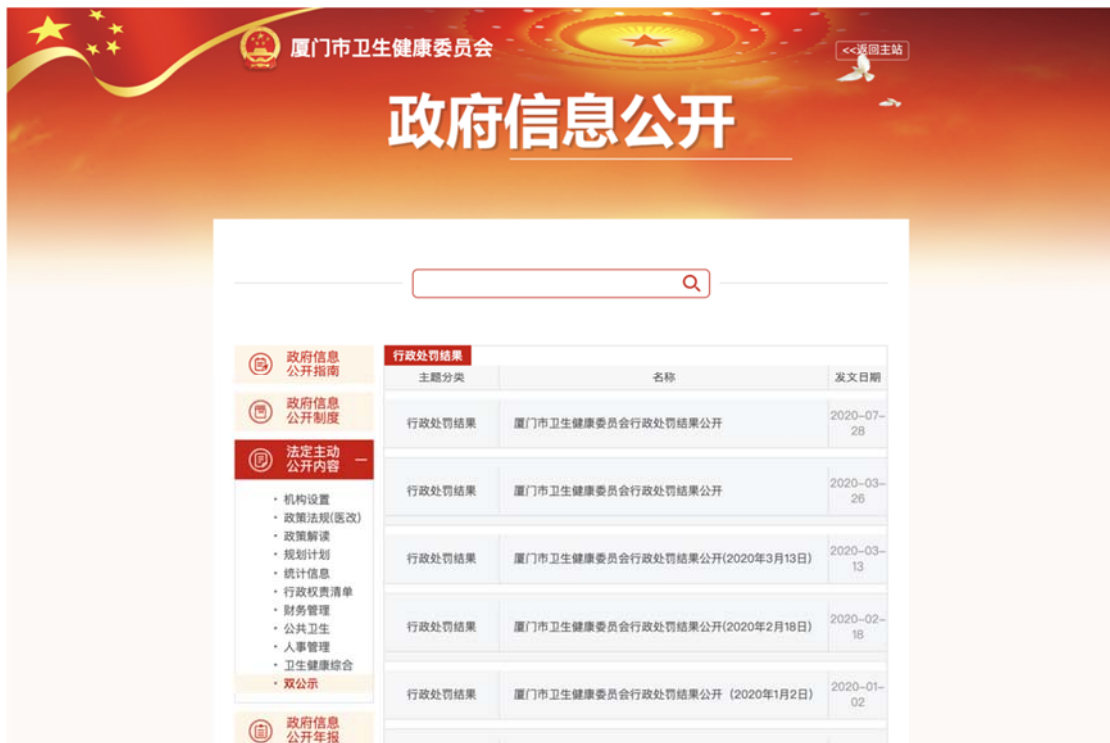 厦门市卫生健康委员会
<<返回主站
政府信息公开
政府信息
公开指南
政府信息
公开制度
法定主动
公开内容
· 机构设置
· 政策法规(医改)
· 政策解读
· 规划计划
· 统计信息
· 行政权责清单
· 财务管理
· 公共卫生
· 人事管理
· 卫生健康综合
· 双公示
政府信息
公开年报
行政处罚结果
主题分类 名称 发文日期
行政处罚结果 厦门市卫生健康委员会行政处罚结果公开 2020-07-
28
行政处罚结果 厦门市卫生健康委员会行政处罚结果公开 2020-03-
26
行政处罚结果 厦门市卫生健康委员会行政处罚结果公开(2020年3月13日) 2020-03-
13
行政处罚结果 厦门市卫生健康委员会行政处罚结果公开(2020年2月18日) 2020-02-
18
行政处罚结果 厦门市卫生健康委员会行政处罚结果公开（2020年1月2日） 2020-01-
02